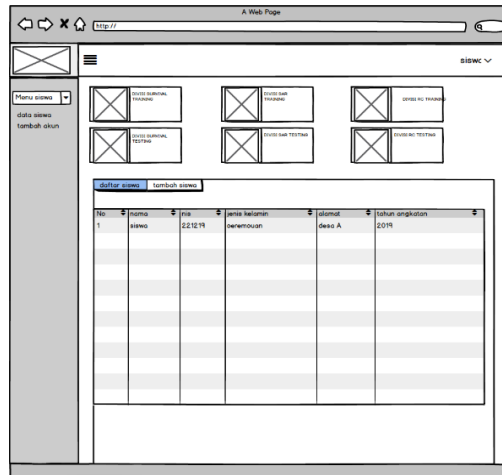 A Web Page
http://
siswa
Menu siswa
data siswa
tambah akun
DIVISI SURVIVAL
TRAINING
DIVISI SAR
TRAINING
DIVISI RC TRAINING
DIVISI SURVIVAL
TESTING
DIVISI SAR TESTING
DIVISI RC TESTING
daftar siswa tambah siswa
No nama nis jenis kelamin alamat tahun angkatan
1 siswa 221219 peremouan desa A 2019